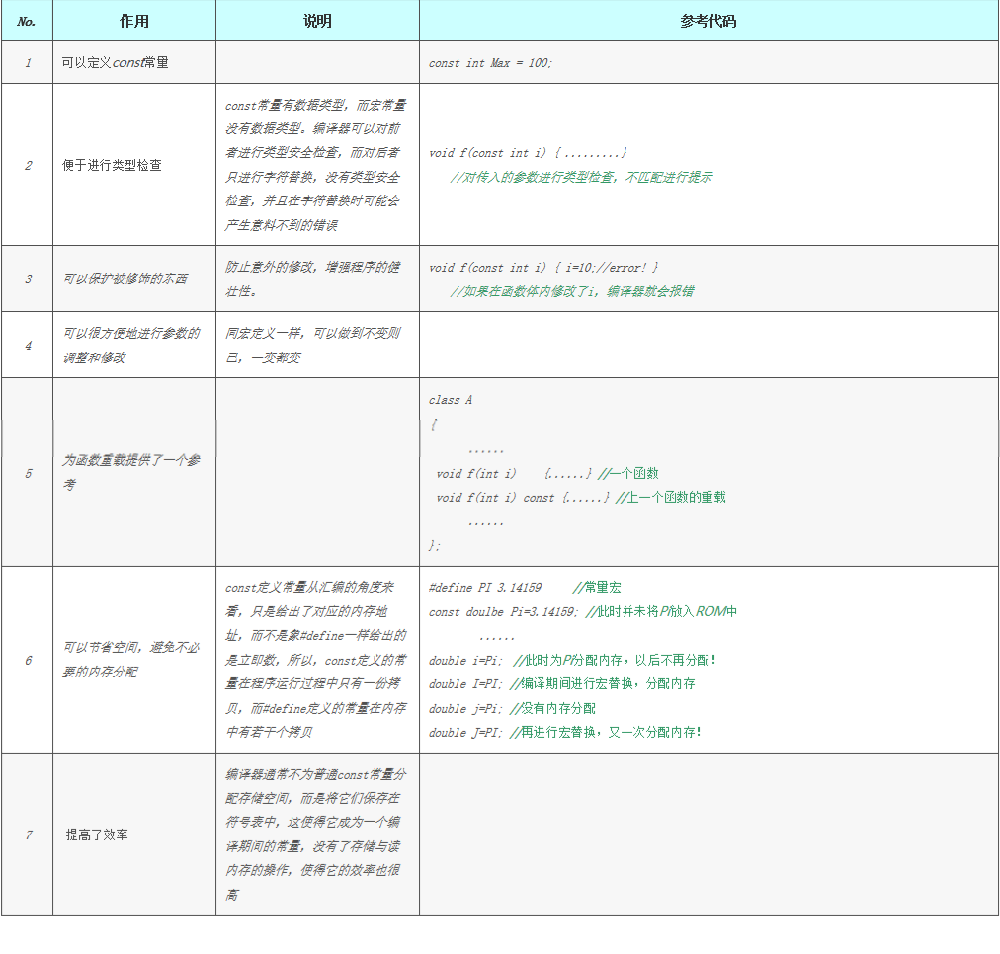 No. 作用 说明 参考代码
1 可以定义const常量 const int Max = 100;
2 便于进行类型检查
const常量有数据类型，而宏常量
没有数据类型。编译器可以对前
者进行类型安全检查，而对后者
只进行字符替换，没有类型安全
检查，并且在字符替换时可能会
产生意料不到的错误
void f(const int i) { .........}
//对传入的参数进行类型检查，不匹配进行提示
3 可以保护被修饰的东西
防止意外的修改，增强程序的健
壮性。
void f(const int i) { i=10;//error! }
//如果在函数体内修改了i，编译器就会报错
4
可以很方便地进行参数的
调整和修改
同宏定义一样，可以做到不变则
已，一变都变
5
为函数重载提供了一个参
考
class A
{
......
void f(int i) {......} //一个函数
void f(int i) const {......} //上一个函数的重载
......
};
6
可以节省空间，避免不必
要的内存分配
const定义常量从汇编的角度来
看，只是给出了对应的内存地
址，而不是象#define一样给出的
是立即数，所以，const定义的常
量在程序运行过程中只有一份拷
贝，而#define定义的常量在内存
中有若干个拷贝
#define PI 3.14159 //常量宏
const doulbe Pi=3.14159; //此时并未将Pi放入ROM中
......
double i=Pi; //此时为Pi分配内存，以后不再分配！
double I=PI; //编译期间进行宏替换，分配内存
double j=Pi; //没有内存分配
double J=PI; //再进行宏替换，又一次分配内存！
7 提高了效率
编译器通常不为普通const常量分
配存储空间，而是将它们保存在
符号表中，这使得它成为一个编
译期间的常量，没有了存储与读
内存的操作，使得它的效率也很
高